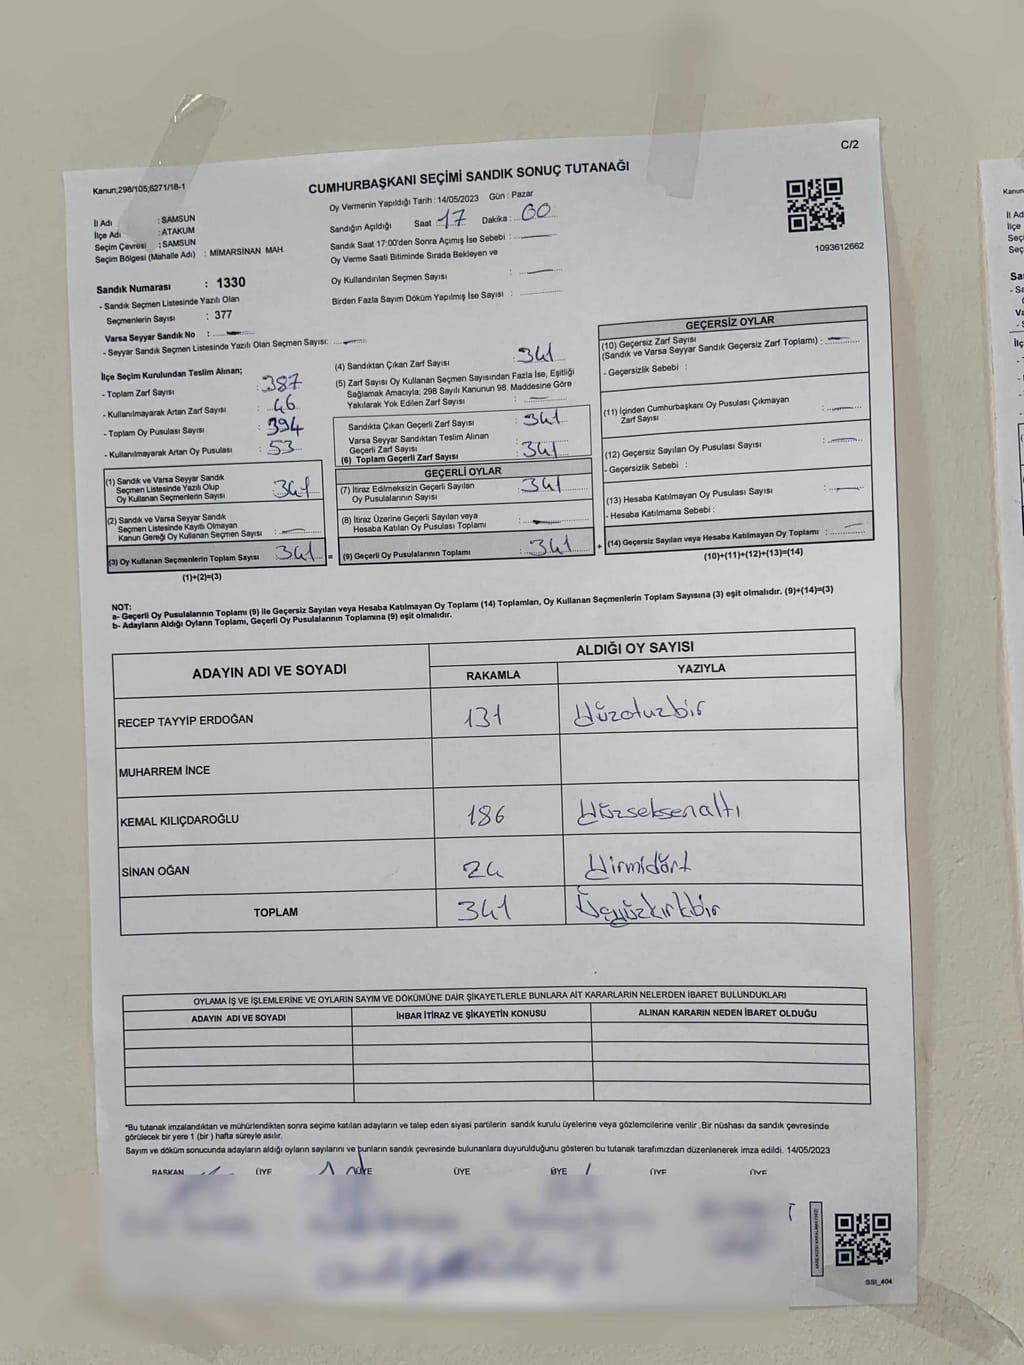 C/2
Kanun,298/105,6271/18-1
CUMHURBAŞKANI SEÇİMİ SANDIK SONUÇ TUTANAĞI
Oy Vermenin Yapıldığı Tarih : 14/05/2023 Gün : Pazar
İl Adı : SAMSUN
İlçe Adı : ATAKUM
Seçim Çevresi : SAMSUN
Seçim Bölgesi (Mahalle Adı) : MİMARSİNAN MAH.
Sandığın Açıldığı Saat 17 Dakika : 00
Sandık Saat 17:00'den Sonra Açımış İse Sebebi :
Oy Verme Saati Bitiminde Sırada Bekleyen ve
Oy Kullandırılan Seçmen Sayısı :
Birden Fazla Sayım Döküm Yapılmış İse Sayısı :
1093612662
Sandık Numarası : 1330
- Sandık Seçmen Listesinde Yazılı Olan
Seçmenlerin Sayısı : 377
Varsa Seyyar Sandık No :
- Seyyar Sandık Seçmen Listesinde Yazılı Olan Seçmen Sayısı:
İlçe Seçim Kurulundan Teslim Alınan;
- Toplam Zarf Sayısı : 387
- Kullanılmayarak Artan Zarf Sayısı : 46
- Toplam Oy Pusulası Sayısı : 394
- Kullanılmayarak Artan Oy Pusulası : 53
(1) Sandık ve Varsa Seyyar Sandık
Seçmen Listesinde Yazılı Olup
Oy Kullanan Seçmenlerin Sayısı 341
(2) Sandık ve Varsa Seyyar Sandık
Seçmen Listesinde Kayıtlı Olmayan
Kanun Gereği Oy Kullanan Seçmen Sayısı :
(3) Oy Kullanan Seçmenlerin Toplam Sayısı 341
(1)+(2)=(3)
(4) Sandıktan Çıkan Zarf Sayısı : 341
(5) Zarf Sayısı Oy Kullanan Seçmen Sayısından Fazla İse, Eşitliği
Sağlamak Amacıyla; 298 Sayılı Kanunun 98. Maddesine Göre
Yakılarak Yok Edilen Zarf Sayısı :
Sandıkta Çıkan Geçerli Zarf Sayısı : 341
Varsa Seyyar Sandıktan Teslim Alınan
Geçerli Zarf Sayısı
(6) Toplam Geçerli Zarf Sayısı : 341
GEÇERLİ OYLAR
(7) İtiraz Edilmeksizin Geçerli Sayılan
Oy Pusulalarının Sayısı : 341
(8) İtiraz Üzerine Geçerli Sayılan veya
Hesaba Katılan Oy Pusulası Toplamı :
= (9) Geçerli Oy Pusulalarının Toplamı : 341
GEÇERSİZ OYLAR
(10) Geçersiz Zarf Sayısı
(Sandık ve Varsa Seyyar Sandık Geçersiz Zarf Toplamı) :
- Geçersizlik Sebebi :
(11) İçinden Cumhurbaşkanı Oy Pusulası Çıkmayan
Zarf Sayısı :
(12) Geçersiz Sayılan Oy Pusulası Sayısı :
- Geçersizlik Sebebi :
(13) Hesaba Katılmayan Oy Pusulası Sayısı :
- Hesaba Katılmama Sebebi :
+ (14) Geçersiz Sayılan veya Hesaba Katılmayan Oy Toplamı :
(10)+(11)+(12)+(13)=(14)
NOT:
a- Geçerli Oy Pusulalarının Toplamı (9) ile Geçersiz Sayılan veya Hesaba Katılmayan Oy Toplamı (14) Toplamları, Oy Kullanan Seçmenlerin Toplam Sayısına (3) eşit olmalıdır. (9)+(14)=(3)
b- Adayların Aldığı Oyların Toplamı, Geçerli Oy Pusulalarının Toplamına (9) eşit olmalıdır.
ADAYIN ADI VE SOYADI
ALDIĞI OY SAYISI
RAKAMLA YAZIYLA
RECEP TAYYİP ERDOĞAN 131 Yüzotuzbir
MUHARREM İNCE
KEMAL KILIÇDAROĞLU 186 Yüzseksenaltı
SİNAN OĞAN 24 Yirmidört
TOPLAM 341 Üçyüzkırkbir
OYLAMA İŞ VE İŞLEMLERİNE VE OYLARIN SAYIM VE DÖKÜMÜNE DAİR ŞİKAYETLERLE BUNLARA AİT KARARLARIN NELERDEN İBARET BULUNDUKLARI
ADAYIN ADI VE SOYADI İHBAR İTİRAZ VE ŞİKAYETİN KONUSU ALINAN KARARIN NEDEN İBARET OLDUĞU
*Bu tutanak imzalandıktan ve mühürlendikten sonra seçime katılan adayların ve talep eden siyasi partilerin sandık kurulu üyelerine veya gözlemcilerine verilir .Bir nüshası da sandık çevresinde
görülecek bir yere 1 (bir ) hafta süreyle asılır.
Sayım ve döküm sonucunda adayların aldığı oyların sayılarını ve bunların sandık çevresinde bulunanlara duyurulduğunu gösteren bu tutanak tarafımızdan düzenlenerek imza edildi. 14/05/2023
BAŞKAN ÜYE ÜYE ÜYE ÜYE ÜYE ÜYE
SSI_404